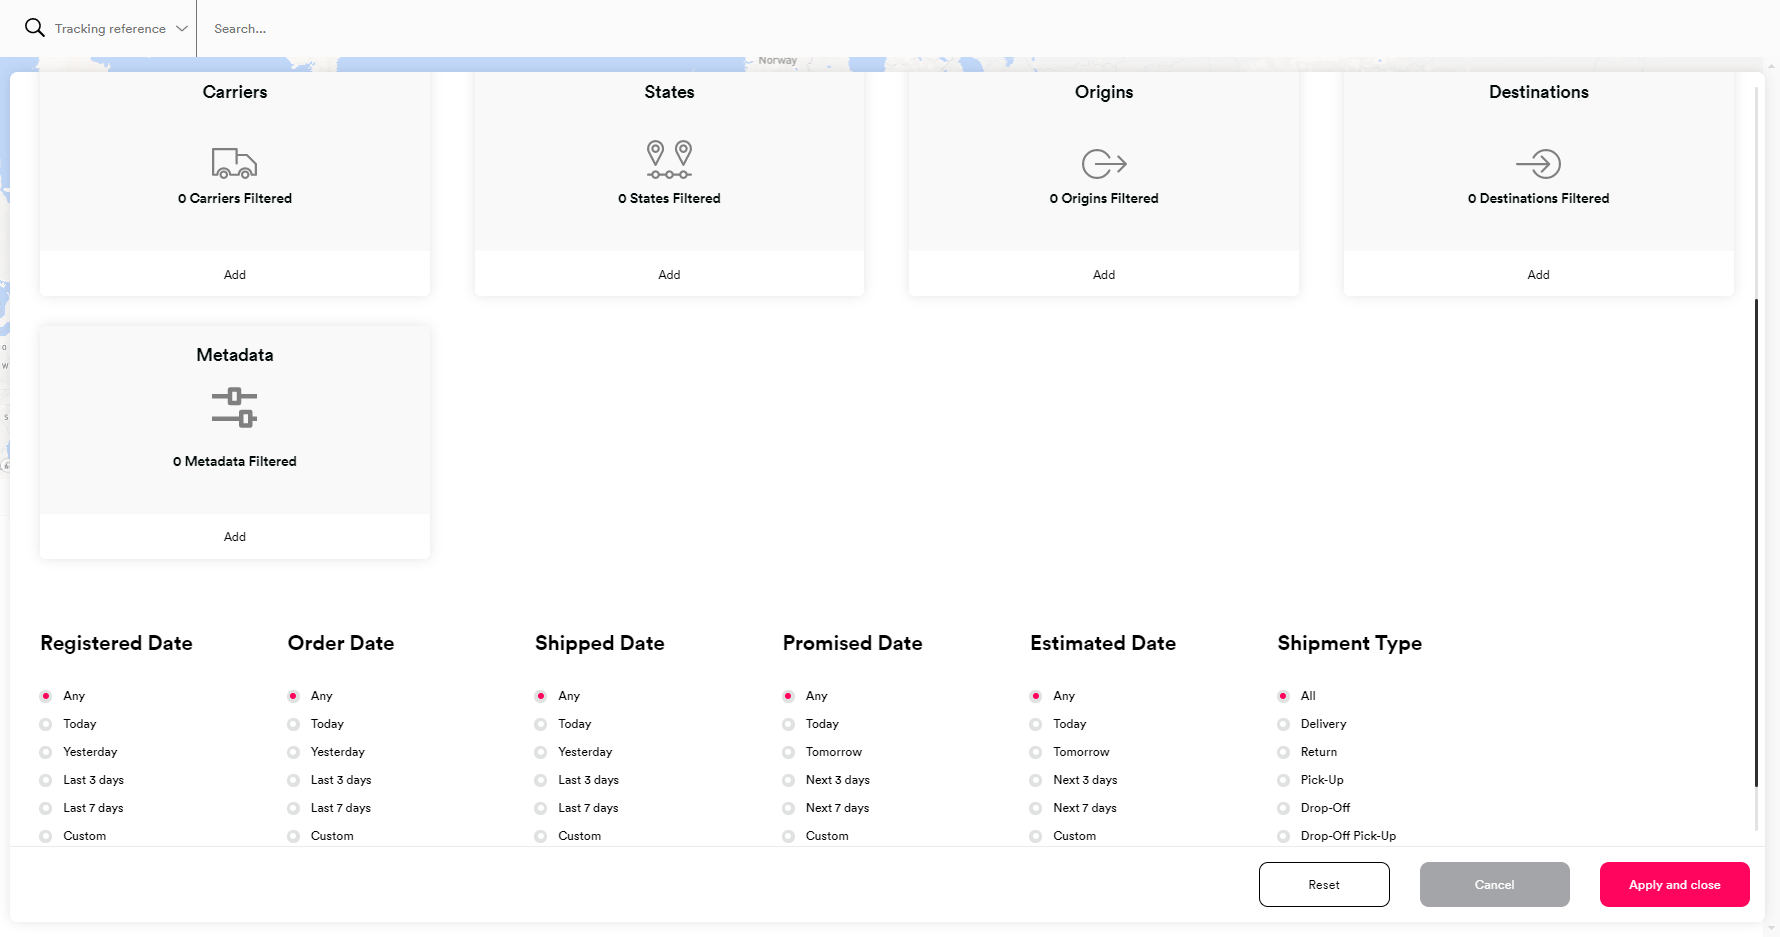 Tracking reference
Search...
Norway
Carriers
States
Origins
Destinations
0 Carriers Filtered
0 States Filtered
0 Origins Filtered
0 Destinations Filtered
Add
Add
Add
Add
Metadata
0 Metadata Filtered
Add
Registered Date
Any
Today
Yesterday
Last 3 days
Last 7 days
Custom
Order Date
Any
Today
Yesterday
Last 3 days
Last 7 days
Custom
Shipped Date
Any
Today
Yesterday
Last 3 days
Last 7 days
Custom
Promised Date
Any
Today
Tomorrow
Next 3 days
Next 7 days
Custom
Estimated Date
Any
Today
Tomorrow
Next 3 days
Next 7 days
Custom
Shipment Type
All
Delivery
Return
Pick-Up
Drop-Off
Drop-Off Pick-Up
Reset
Cancel
Apply and close